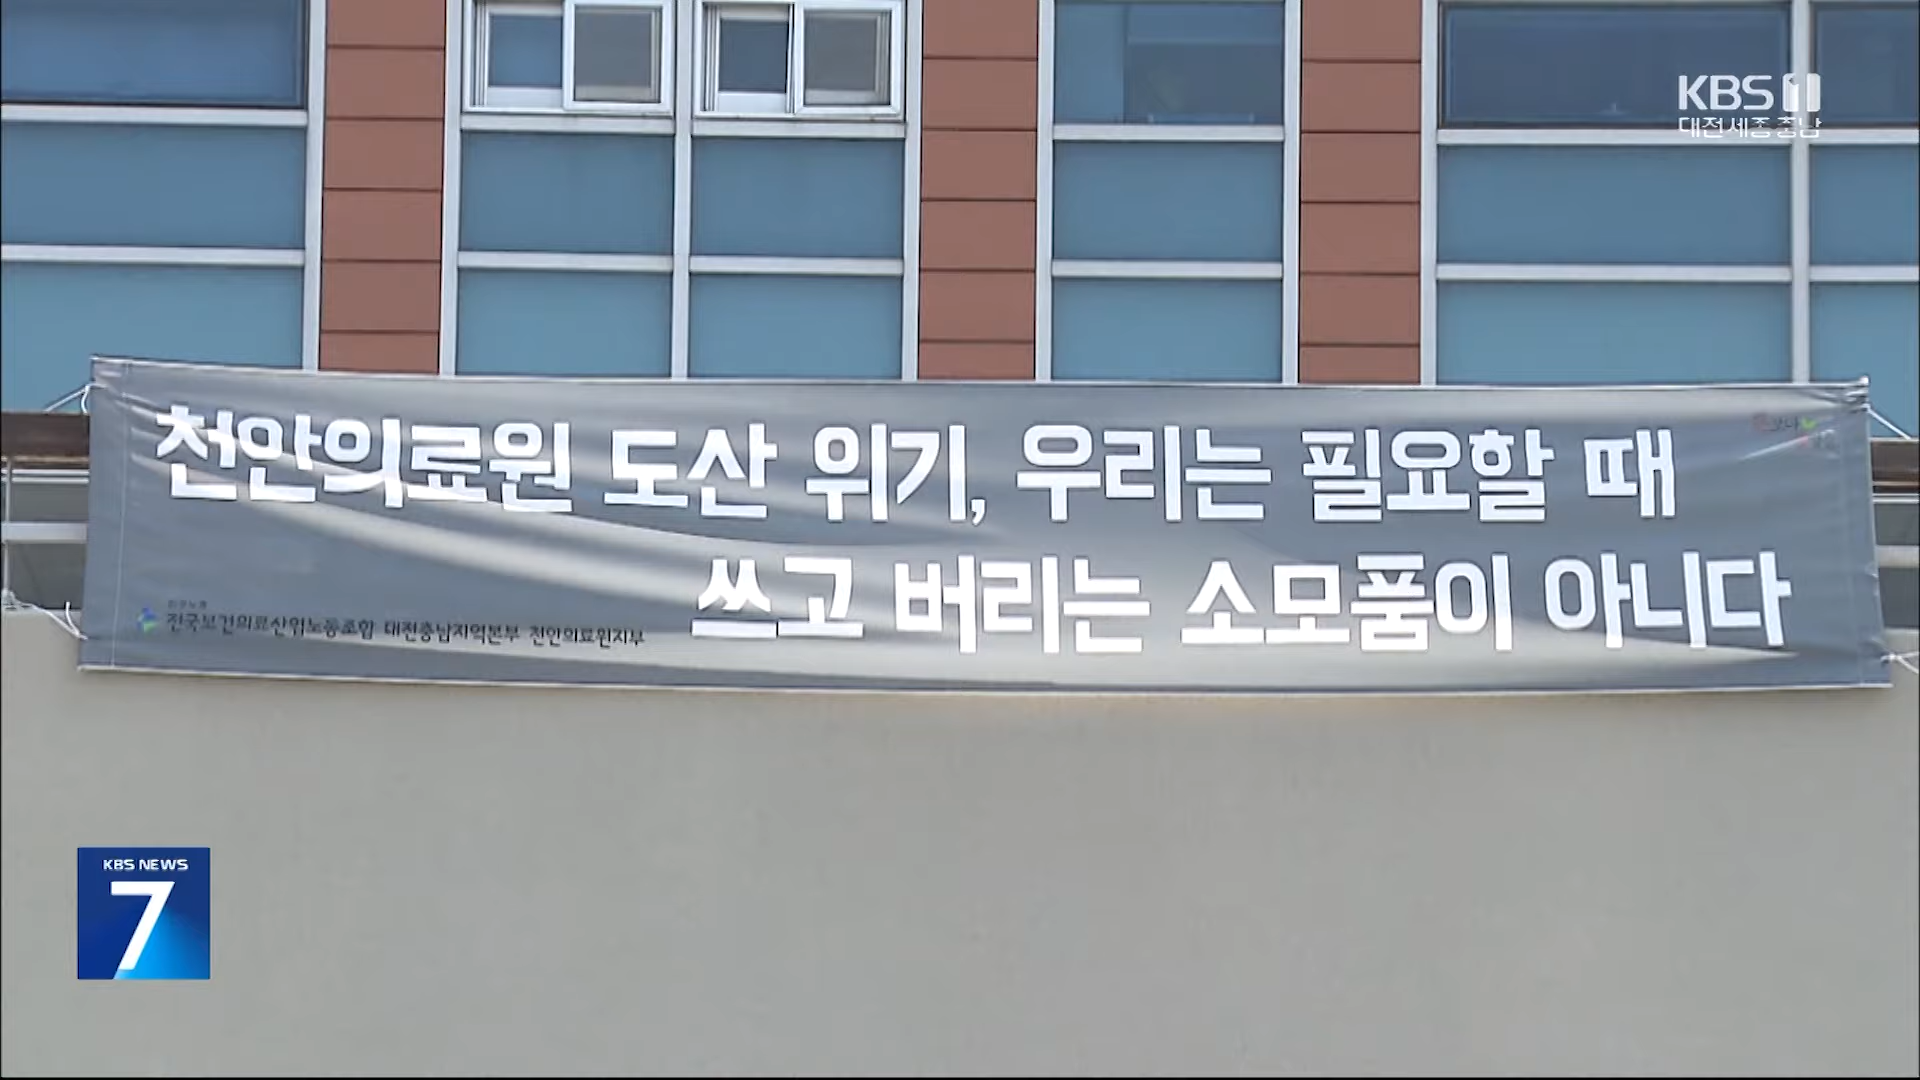 KBS 1
대전 세종 충남
천안의료원 도산 위기, 우리는 필요할 때
쓰고 버리는 소모품이 아니다
전국보건의료산업노동조합 대전충남지역본부 천안의료원지부
KBS NEWS
7